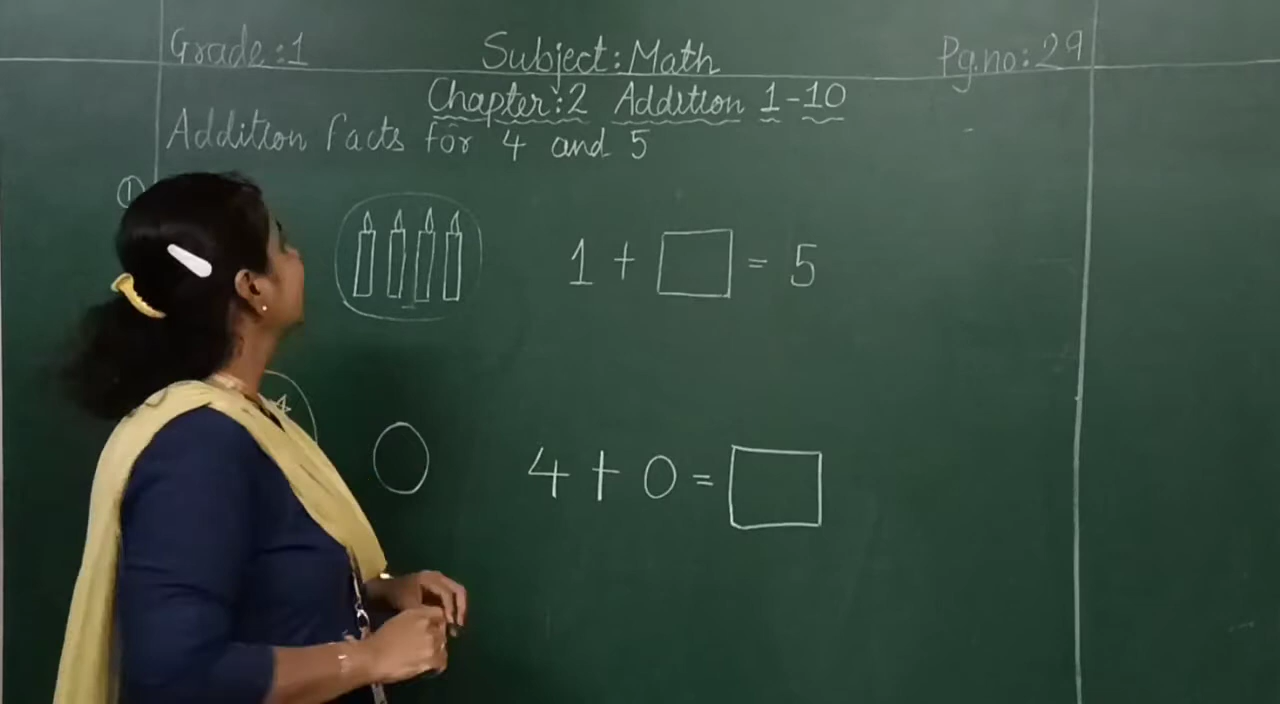 Grade:1 Subject: Math Pg.no:29
Chapter:2 Addition 1-10
Addition facts for 4 and 5
①
1 + □ = 5
4 + 0 = □